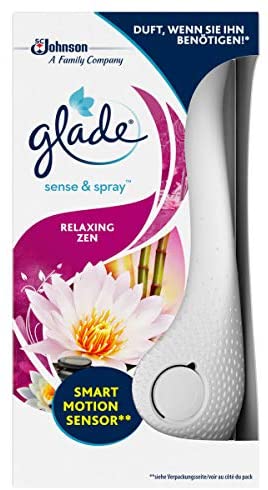 SC Johnson
A Family Company
DUFT, WENN SIE IHN
BENÖTIGEN!*
glade®
sense & spray™
RELAXING
ZEN
SMART
MOTION
SENSOR**
**siehe Verpackungsseite/voir au côté du pack